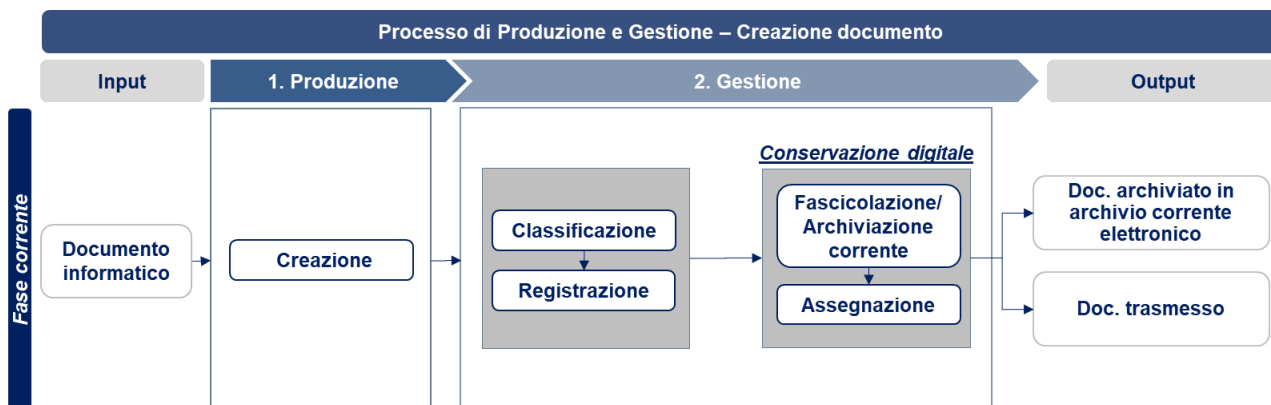 Processo di Produzione e Gestione – Creazione documento
Input
1. Produzione
2. Gestione
Output
Fase corrente
Documento
informatico
Creazione
Classificazione
Registrazione
Conservazione digitale
Fascicolazione/
Archiviazione
corrente
Assegnazione
Doc. archiviato in
archivio corrente
elettronico
Doc. trasmesso